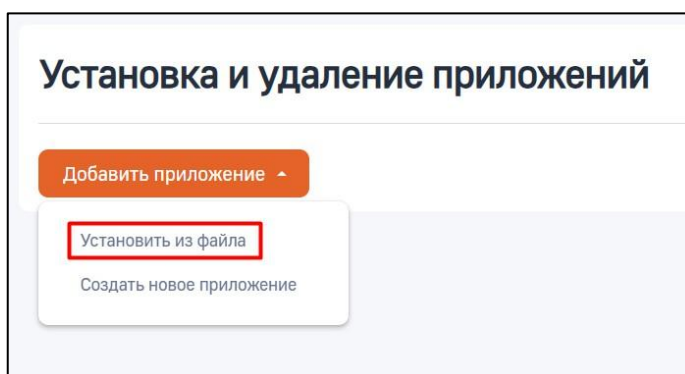 Установка и удаление приложений
Добавить приложение
Установить из файла
Создать новое приложение